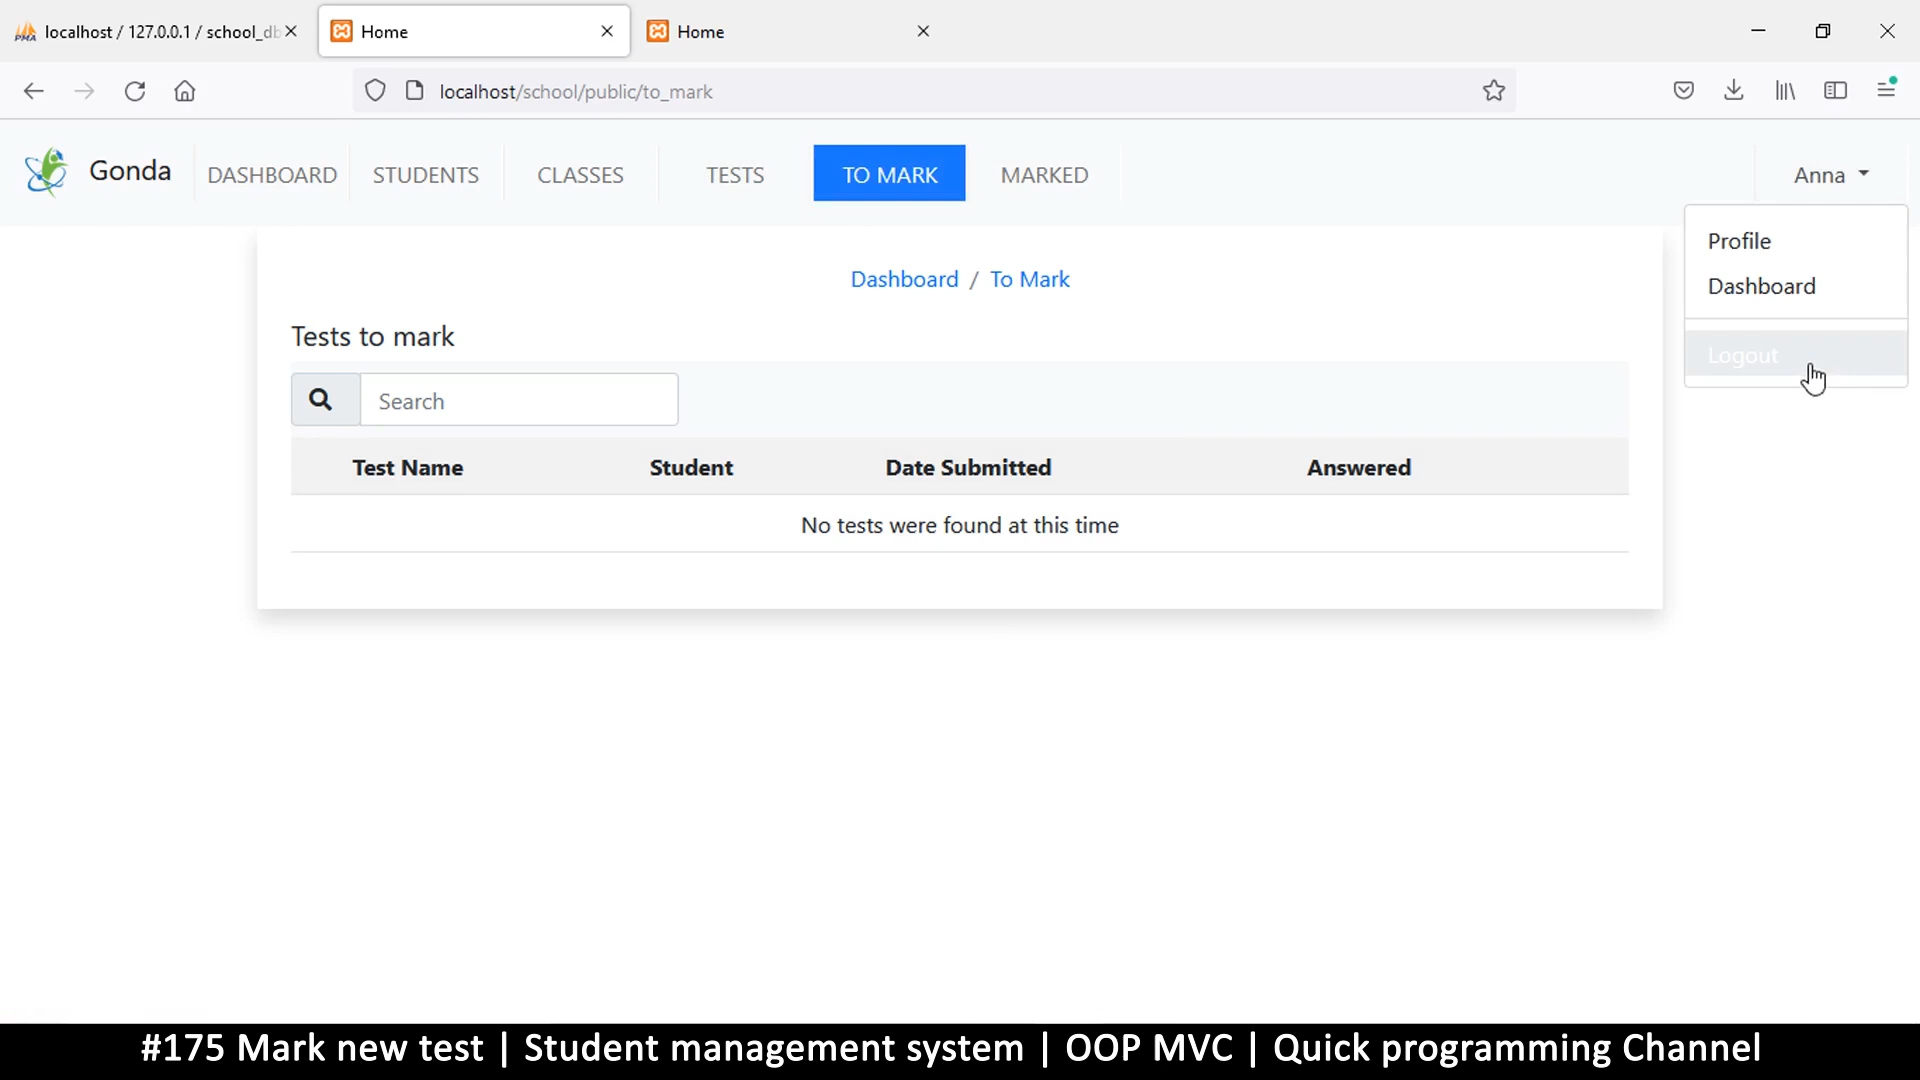 localhost / 127.0.0.1 / school_db
Home
Home
localhost/school/public/to_mark
Gonda
DASHBOARD
STUDENTS
CLASSES
TESTS
TO MARK
MARKED
Anna
Profile
Dashboard
Logout
Dashboard / To Mark
Tests to mark
Search
Test Name Student Date Submitted Answered
No tests were found at this time
#175 Mark new test | Student management system | OOP MVC | Quick programming Channel